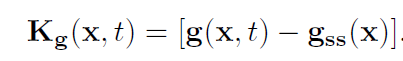 K_g(x, t) = [g(x, t) − g_ss(x)].